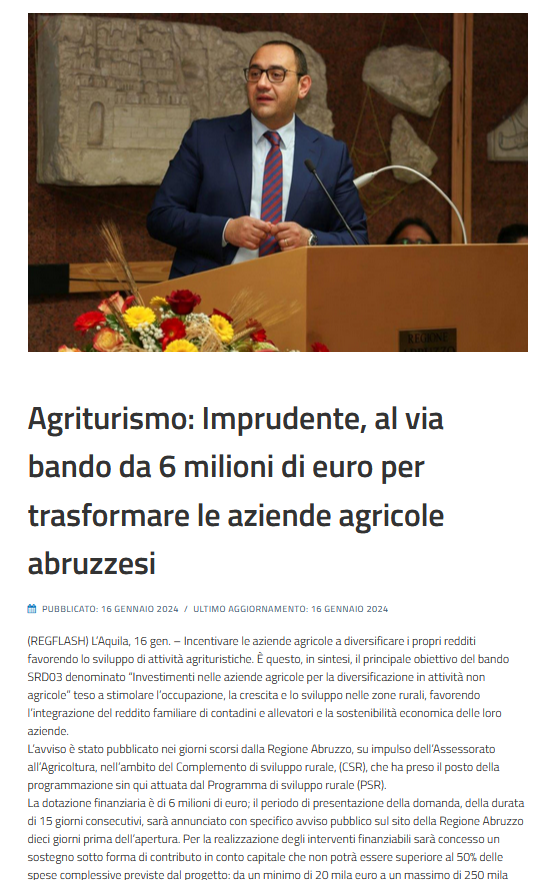 REGIONE
ABRUZZO
Agriturismo: Imprudente, al via
bando da 6 milioni di euro per
trasformare le aziende agricole
abruzzesi
PUBBLICATO: 16 GENNAIO 2024 / ULTIMO AGGIORNAMENTO: 16 GENNAIO 2024
(REGFLASH) L’Aquila, 16 gen. – Incentivare le aziende agricole a diversificare i propri redditi
favorendo lo sviluppo di attività agrituristiche. È questo, in sintesi, il principale obiettivo del bando
SRD03 denominato “Investimenti nelle aziende agricole per la diversificazione in attività non
agricole” teso a stimolare l’occupazione, la crescita e lo sviluppo nelle zone rurali, favorendo
l’integrazione del reddito familiare di contadini e allevatori e la sostenibilità economica delle loro
aziende.
L’avviso è stato pubblicato nei giorni scorsi dalla Regione Abruzzo, su impulso dell’Assessorato
all’Agricoltura, nell’ambito del Complemento di sviluppo rurale, (CSR), che ha preso il posto della
programmazione sin qui attuata dal Programma di sviluppo rurale (PSR).
La dotazione finanziaria è di 6 milioni di euro; il periodo di presentazione della domanda, della durata
di 15 giorni consecutivi, sarà annunciato con specifico avviso pubblico sul sito della Regione Abruzzo
dieci giorni prima dell’apertura. Per la realizzazione degli interventi finanziabili sarà concesso un
sostegno sotto forma di contributo in conto capitale che non potrà essere superiore al 50% delle
spese complessive previste dal progetto: da un minimo di 20 mila euro a un massimo di 250 mila